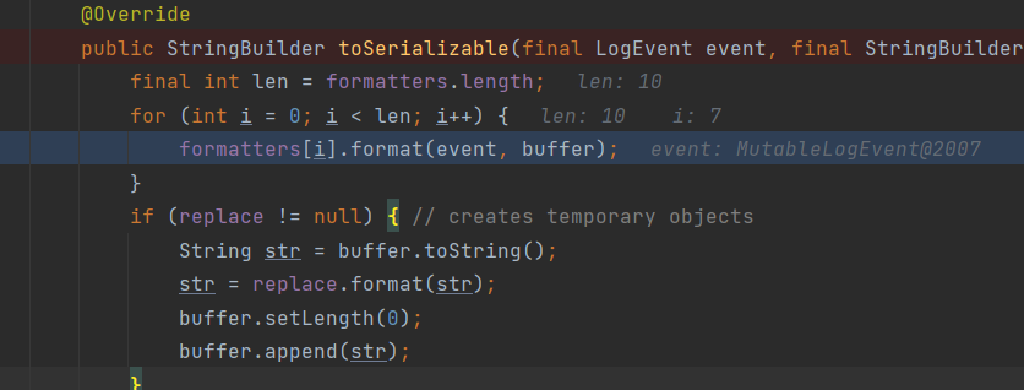 @Override
public StringBuilder toSerializable(final LogEvent event, final StringBuilder
final int len = formatters.length; len: 10
for (int i = 0; i < len; i++) { len: 10 i: 7
formatters[i].format(event, buffer); event: MutableLogEvent@2007
}
if (replace != null) { // creates temporary objects
String str = buffer.toString();
str = replace.format(str);
buffer.setLength(0);
buffer.append(str);
}